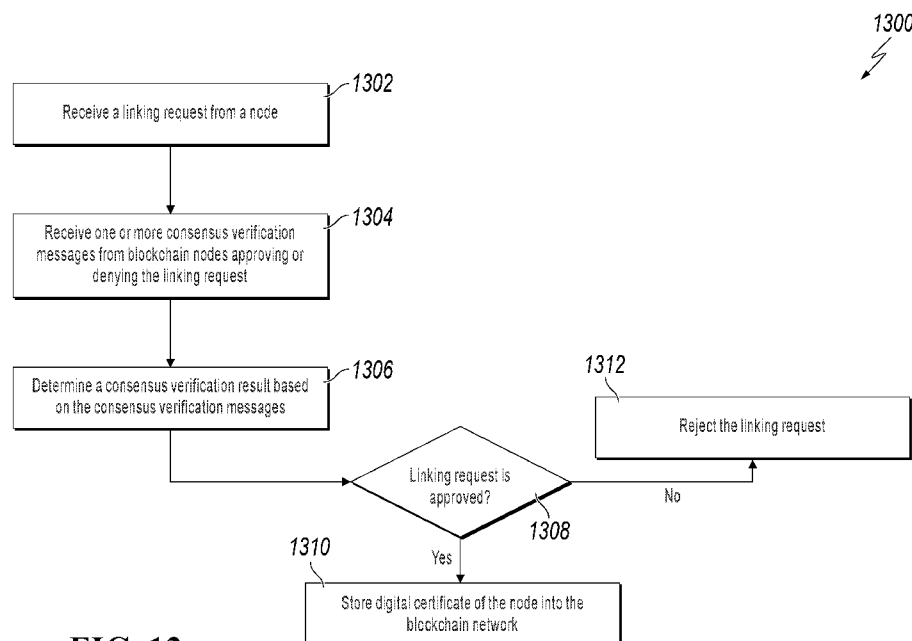 1300
1302
Receive a linking request from a node
1304
Receive one or more consensus verification
messages from blockchain nodes approving or
denying the linking request
1306
Determine a consensus verification result based
on the consensus verification messages
1312
Reject the linking request
Linking request is
approved?
1308
No
Yes
1310
Store digital certificate of the node into the
blockchain network
FIG.